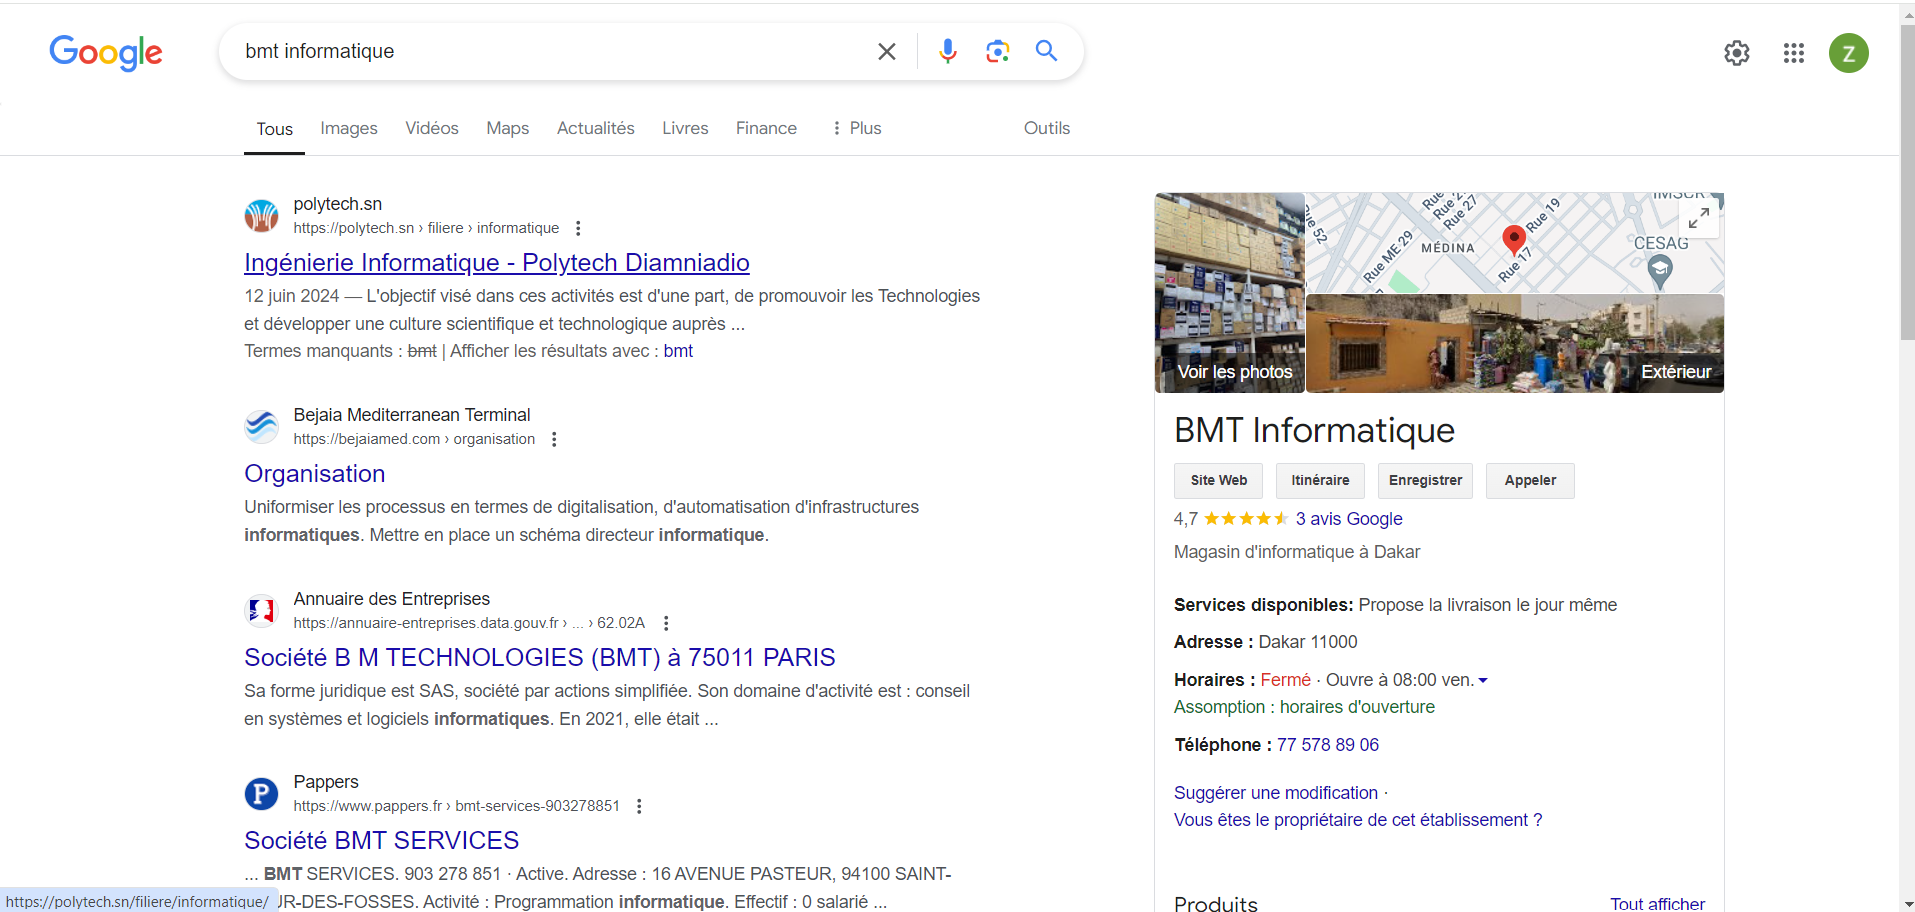 Google
bmt informatique
Z
Tous
Images
Vidéos
Maps
Actualités
Livres
Finance
Plus
Outils
polytech.sn
https://polytech.sn › filiere › informatique
Ingénierie Informatique - Polytech Diamniadio
12 juin 2024 — L'objectif visé dans ces activités est d'une part, de promouvoir les Technologies
et développer une culture scientifique et technologique auprès ...
Termes manquants : bmt | Afficher les résultats avec : bmt
Bejaia Mediterranean Terminal
https://bejaiamed.com › organisation
Organisation
Uniformiser les processus en termes de digitalisation, d'automatisation d'infrastructures
informatiques. Mettre en place un schéma directeur informatique.
Annuaire des Entreprises
https://annuaire-entreprises.data.gouv.fr › ... › 62.02A
Société B M TECHNOLOGIES (BMT) à 75011 PARIS
Sa forme juridique est SAS, société par actions simplifiée. Son domaine d'activité est : conseil
en systèmes et logiciels informatiques. En 2021, elle était ...
P
Pappers
https://www.pappers.fr › bmt-services-903278851
Société BMT SERVICES
... BMT SERVICES. 903 278 851 · Active. Adresse : 16 AVENUE PASTEUR, 94100 SAINT-
UR-DES-FOSSES. Activité : Programmation informatique. Effectif : 0 salarié ...
https://polytech.sn/filiere/informatique/
Rue 52
Rue ME 29
Rue 27
Rue 19
Rue 17
MÉDINA
CESAG
Voir les photos
Extérieur
BMT Informatique
Site Web
Itinéraire
Enregistrer
Appeler
4,7
3 avis Google
Magasin d'informatique à Dakar
Services disponibles: Propose la livraison le jour même
Adresse : Dakar 11000
Horaires : Fermé · Ouvre à 08:00 ven.
Assomption : horaires d'ouverture
Téléphone : 77 578 89 06
Suggérer une modification ·
Vous êtes le propriétaire de cet établissement ?
Produits
Tout afficher